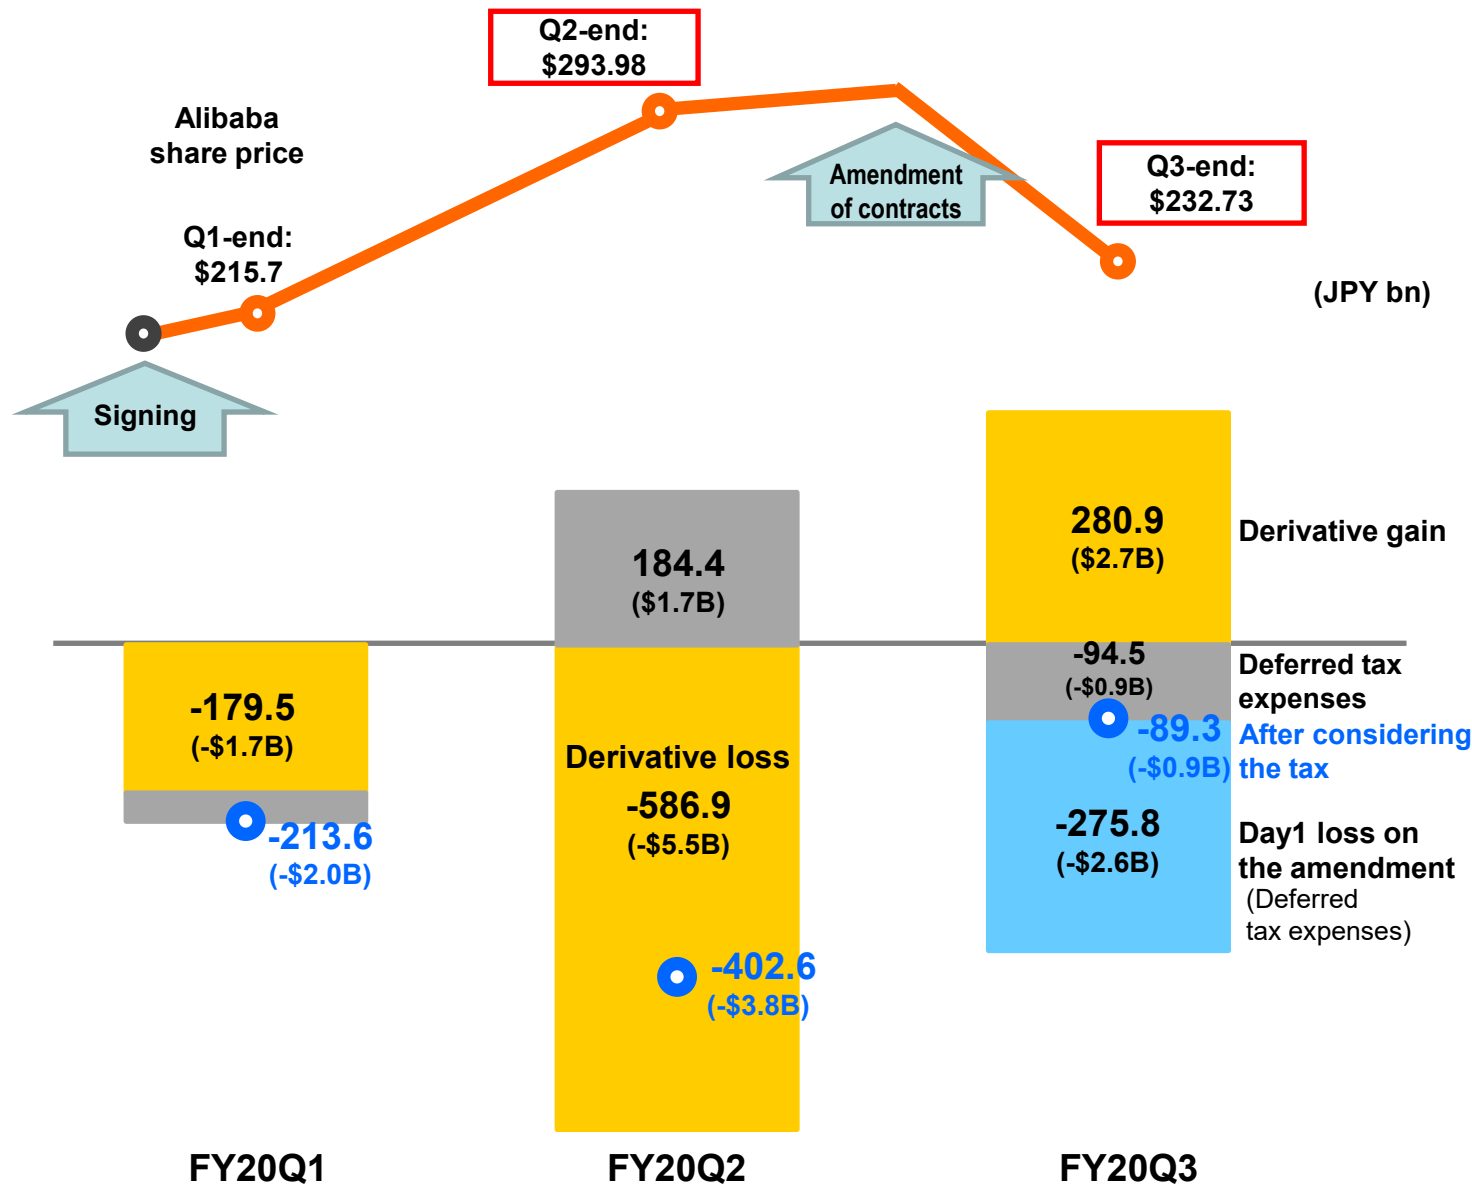 Q2-end:
$293.98
Alibaba
share price
Amendment
of contracts
Q3-end:
$232.73
Q1-end:
$215.7
(JPY bn)
Signing
280.9
($2.7B)
Derivative gain
184.4
($1.7B)
-94.5
(-$0.9B)
Deferred tax
expenses
-179.5
(-$1.7B)
-89.3
(-$0.9B)
After considering
the tax
Derivative loss
-586.9
(-$5.5B)
-213.6
(-$2.0B)
-275.8
(-$2.6B)
Day1 loss on
the amendment
(Deferred
tax expenses)
-402.6
(-$3.8B)
FY20Q1
FY20Q2
FY20Q3